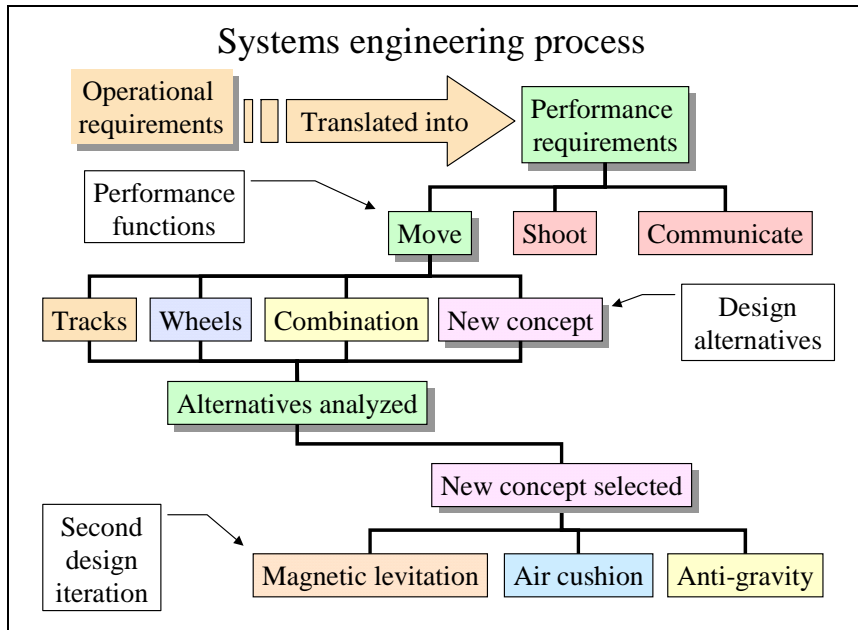 Systems engineering process
Operational
requirements
Translated into
Performance
requirements
Performance
functions
Move
Shoot
Communicate
Tracks
Wheels
Combination
New concept
Design
alternatives
Alternatives analyzed
New concept selected
Second
design
iteration
Magnetic levitation
Air cushion
Anti-gravity